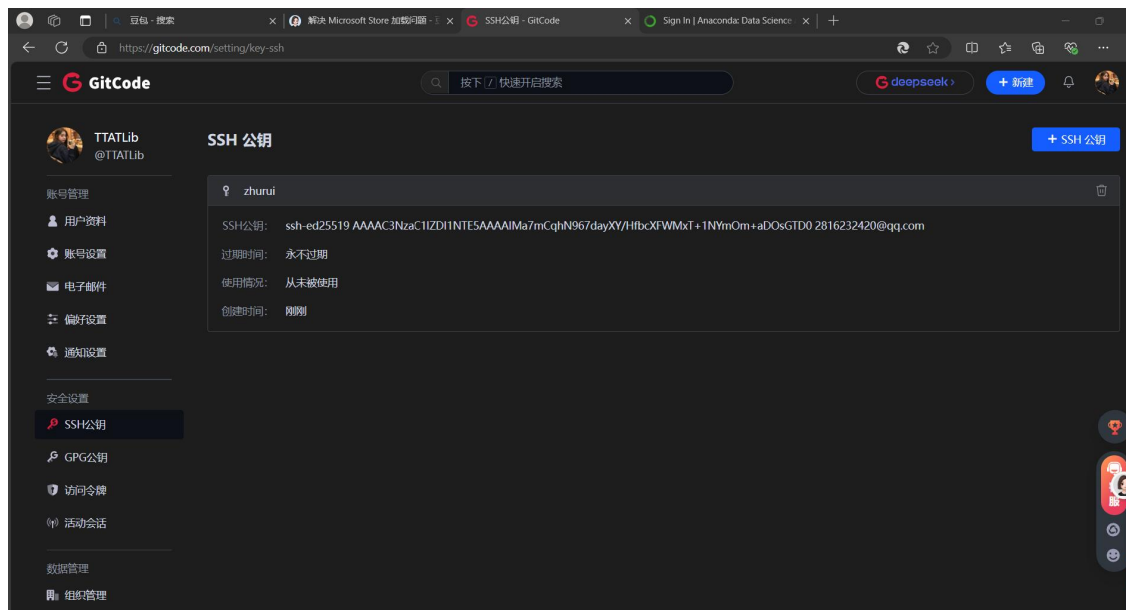 豆包 - 搜索
解决 Microsoft Store 加载问题 -
SSH公钥 - GitCode
Sign In | Anaconda: Data Science
https://gitcode.com/setting/key-ssh
GitCode
按下 / 快速开启搜索
deepseek >
+ 新建
TTATLib
@TTATLib
SSH 公钥
+ SSH 公钥
账号管理
用户资料
账号设置
电子邮件
偏好设置
通知设置
安全设置
SSH公钥
GPG公钥
访问令牌
活动会话
数据管理
组织管理
zhurui
SSH公钥: ssh-ed25519 AAAAC3NzaC1lZDI1NTE5AAAAIMa7mCqhN967dayXY/HfbcXFWMxT+1NYmOm+aDOsGTD0 2816232420@qq.com
过期时间: 永不过期
使用情况: 从未被使用
创建时间: 刚刚
服